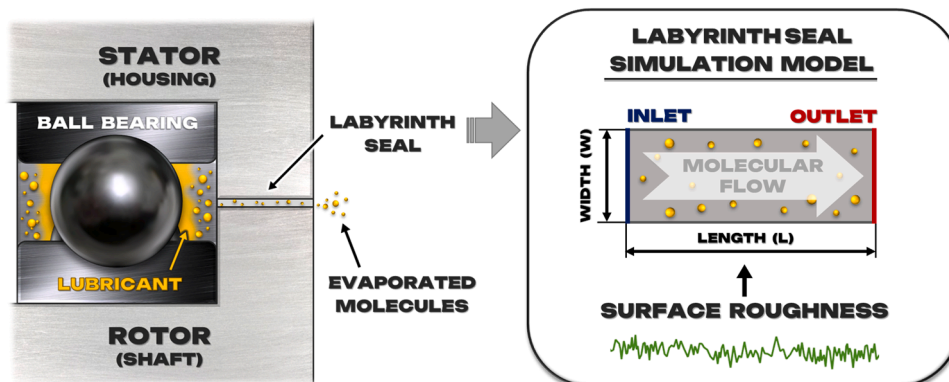 STATOR
(HOUSING)
BALL BEARING
LUBRICANT
ROTOR
(SHAFT)
LABYRINTH
SEAL
EVAPORATED
MOLECULES
LABYRINTH SEAL
SIMULATION MODEL
INLET
OUTLET
WIDTH (W)
MOLECULAR
FLOW
LENGTH (L)
SURFACE ROUGHNESS